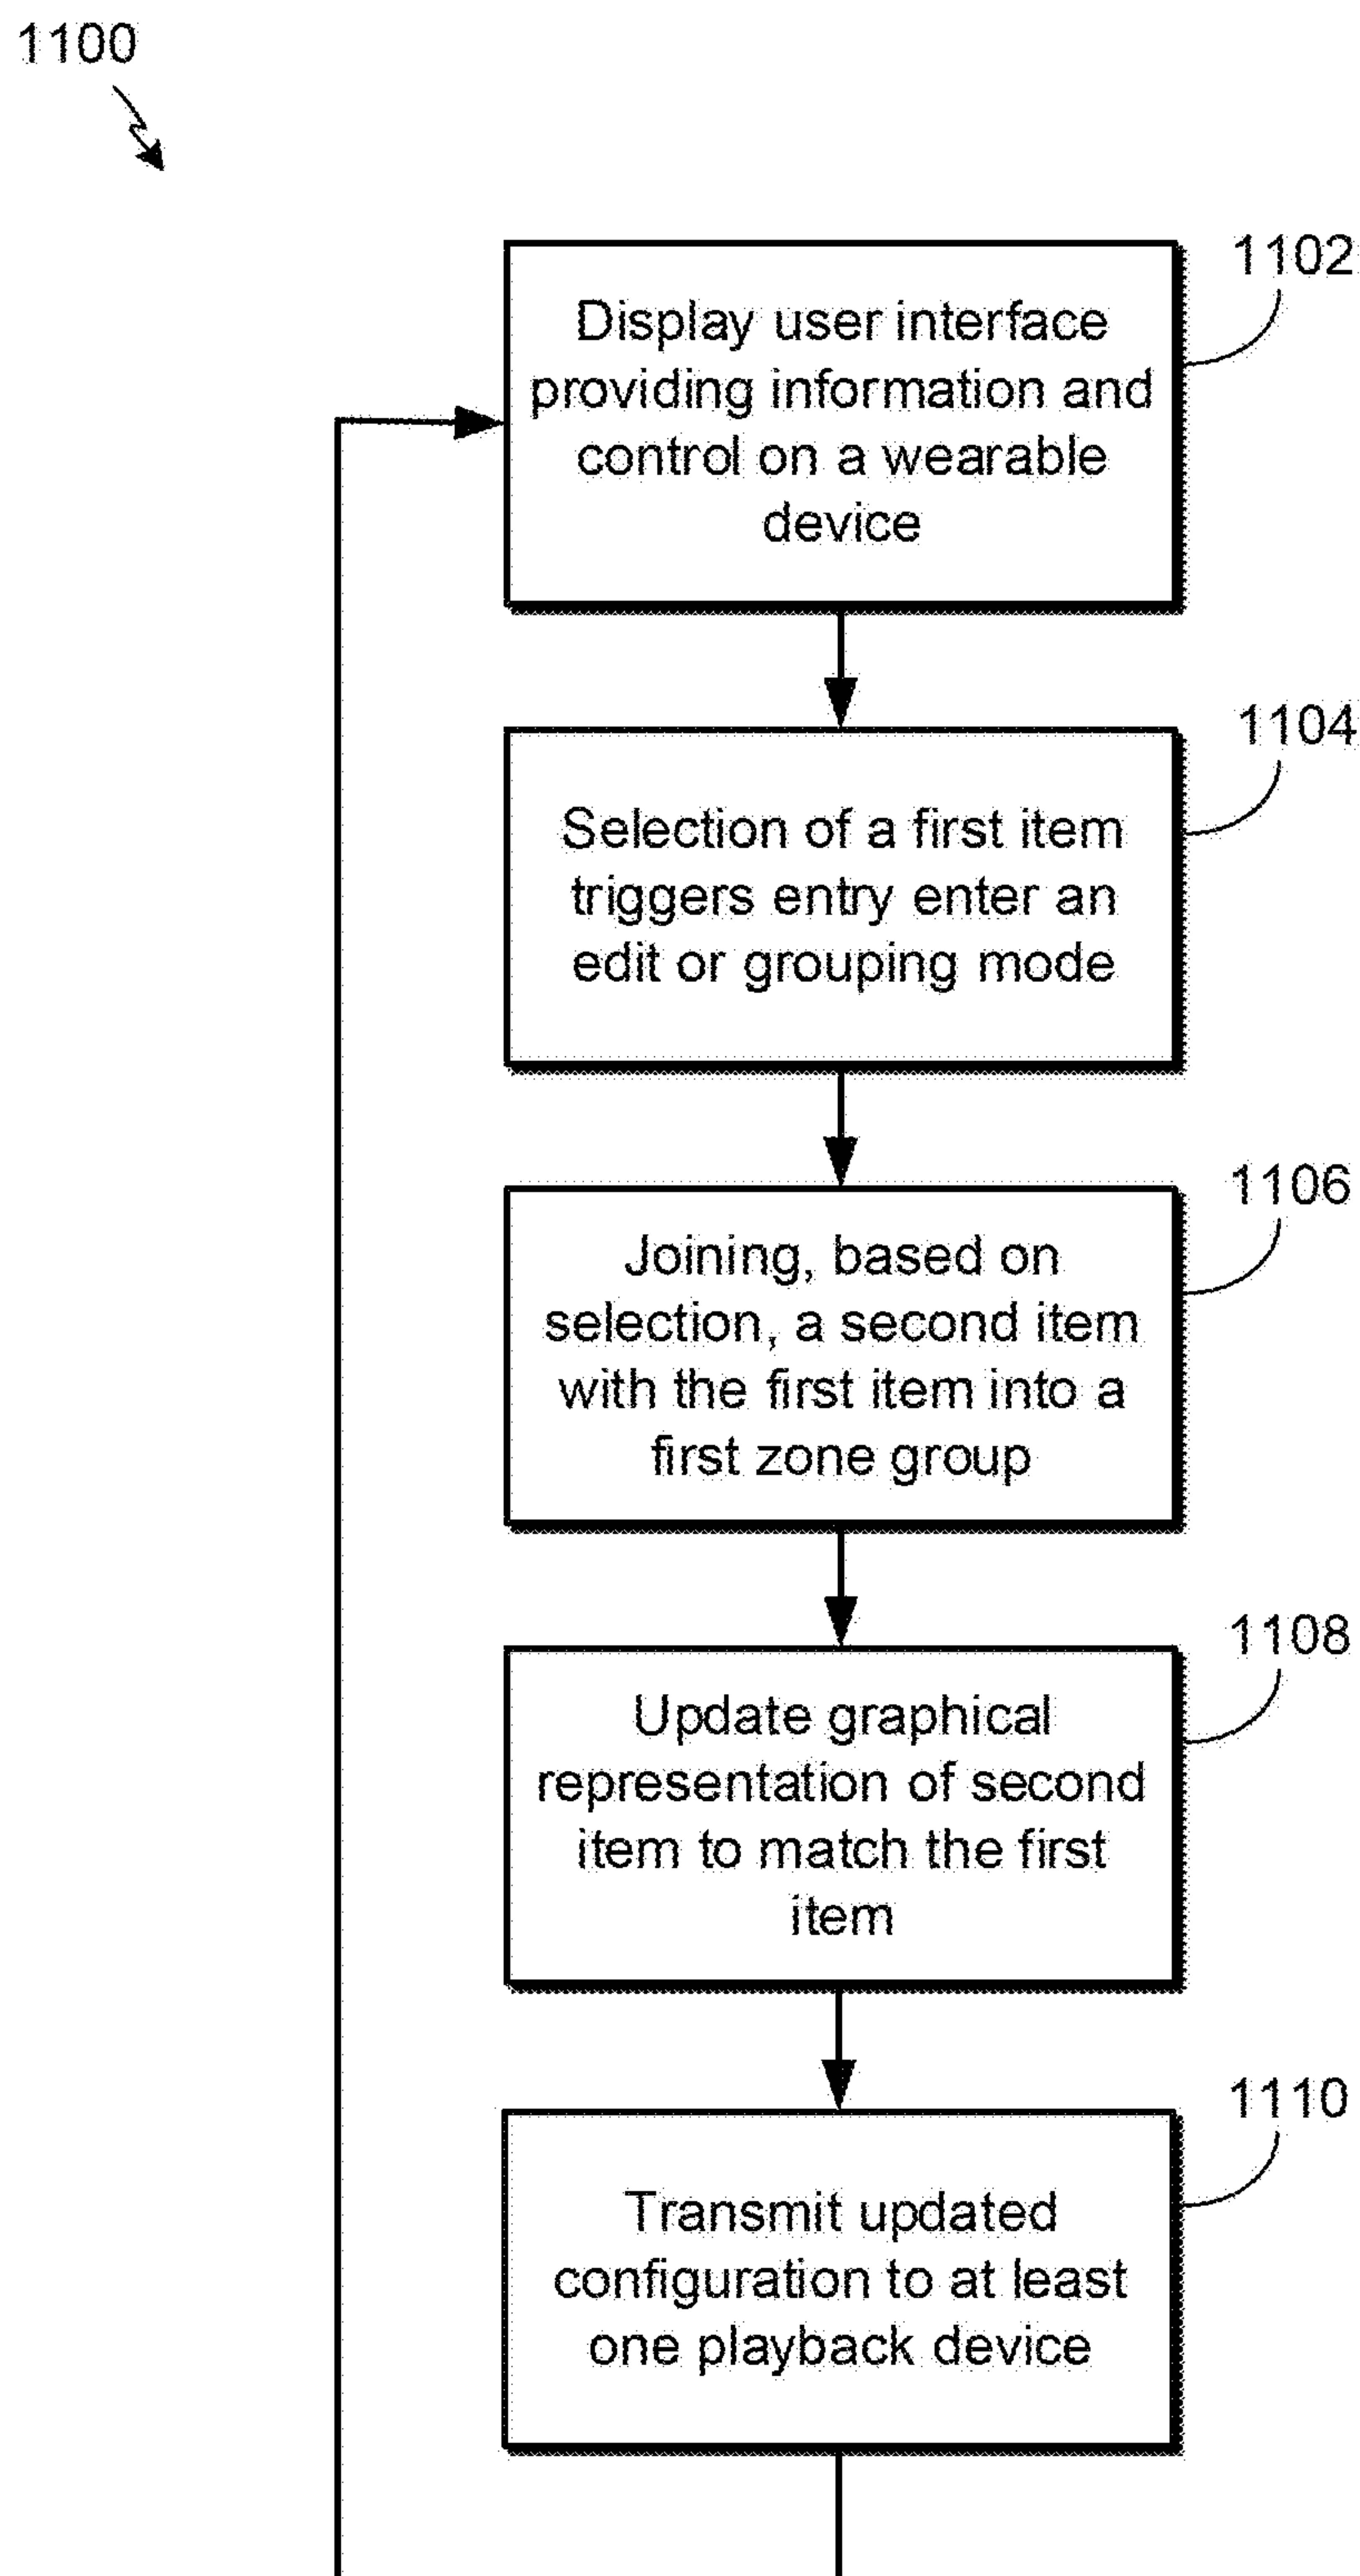 1100
1102
Display user interface
providing information and
control on a wearable
device
1104
Selection of a first item
triggers entry enter an
edit or grouping mode
1106
Joining, based on
selection, a second item
with the first item into a
first zone group
1108
Update graphical
representation of second
item to match the first
item
1110
Transmit updated
configuration to at least
one playback device